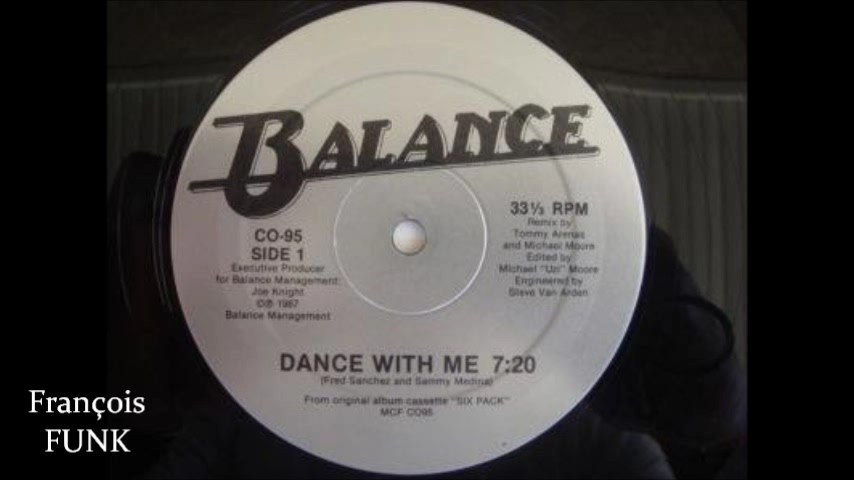 BALANCE
CO-95
SIDE 1
Executive Producer
for Balance Management:
Joe Knight
©℗ 1987
Balance Management
33⅓ RPM
Remix by
Tommy Arenas
and Michael Moore
Edited by
Michael "Uzi" Moore
Engineered by
Steve Van Arden
DANCE WITH ME 7:20
(Fred Sanchez and Sammy Medina)
From original album cassette "SIX PACK"
MCF CO95
François
FUNK